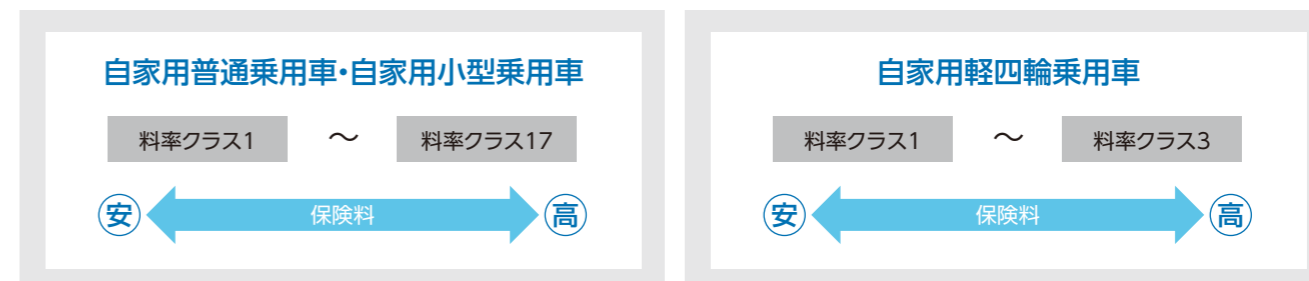 自家用普通乗用車・自家用小型乗用車
料率クラス1 〜 料率クラス17
安 保険料 高
自家用軽四輪乗用車
料率クラス1 〜 料率クラス3
安 保険料 高